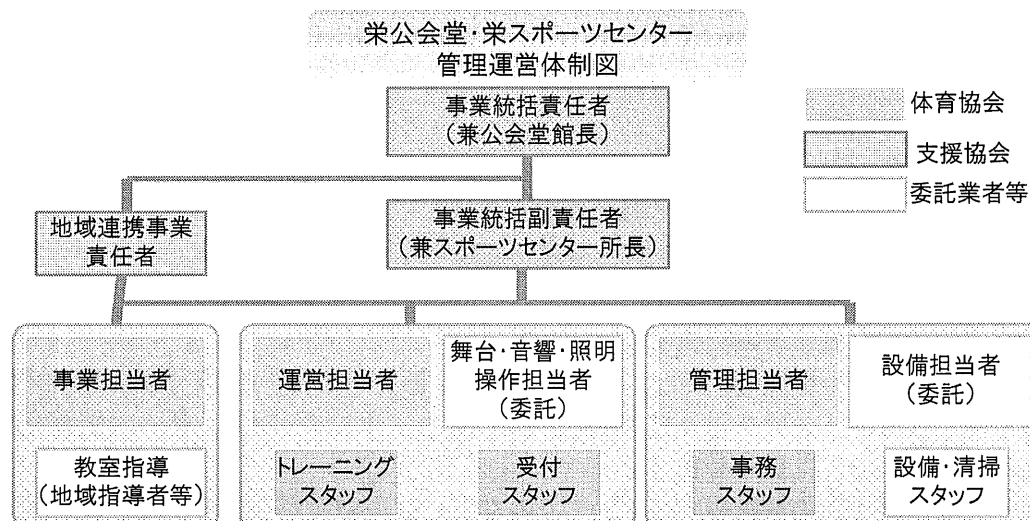 栄公会堂・栄スポーツセンター
管理運営体制図
事業統括責任者
（兼公会堂館長）
体育協会
支援協会
委託業者等
地域連携事業
責任者
事業統括副責任者
（兼スポーツセンター所長）
事業担当者
運営担当者
舞台・音響・照明
操作担当者
（委託）
管理担当者
設備担当者
（委託）
教室指導
（地域指導者等）
トレーニング
スタッフ
受付
スタッフ
事務
スタッフ
設備・清掃
スタッフ